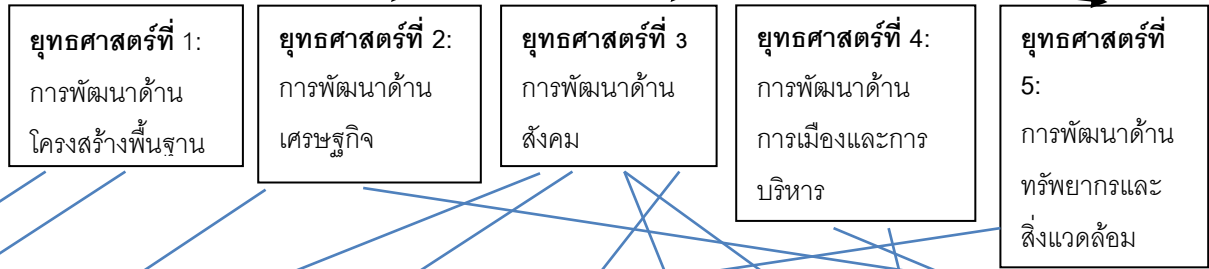 ยุทธศาสตร์ที่ 1:
การพัฒนาด้าน
โครงสร้างพื้นฐาน
ยุทธศาสตร์ที่ 2:
การพัฒนาด้าน
เศรษฐกิจ
ยุทธศาสตร์ที่ 3
การพัฒนาด้าน
สังคม
ยุทธศาสตร์ที่ 4:
การพัฒนาด้าน
การเมืองและการ
บริหาร
ยุทธศาสตร์ที่
5:
การพัฒนาด้าน
ทรัพยากรและ
สิ่งแวดล้อม